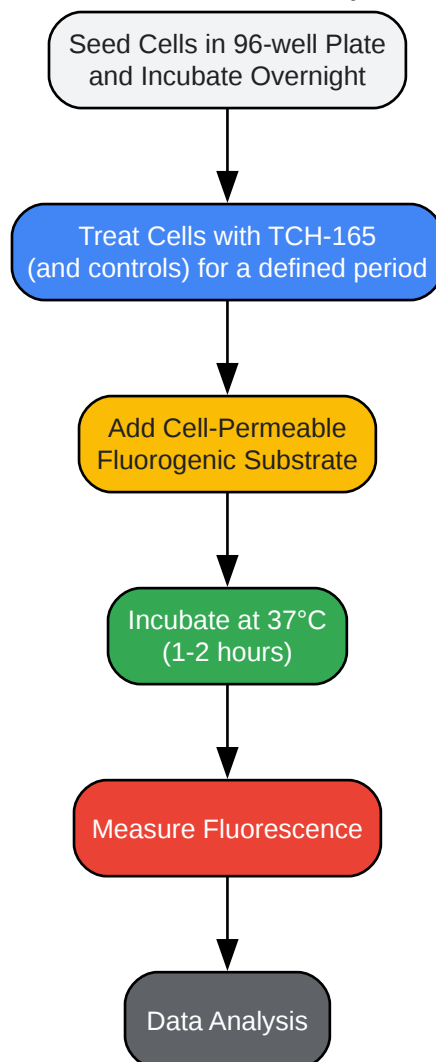 Seed Cells in 96-well Plate
and Incubate Overnight
Treat Cells with TCH-165
(and controls) for a defined period
Add Cell-Permeable
Fluorogenic Substrate
Incubate at 37°C
(1-2 hours)
Measure Fluorescence
Data Analysis